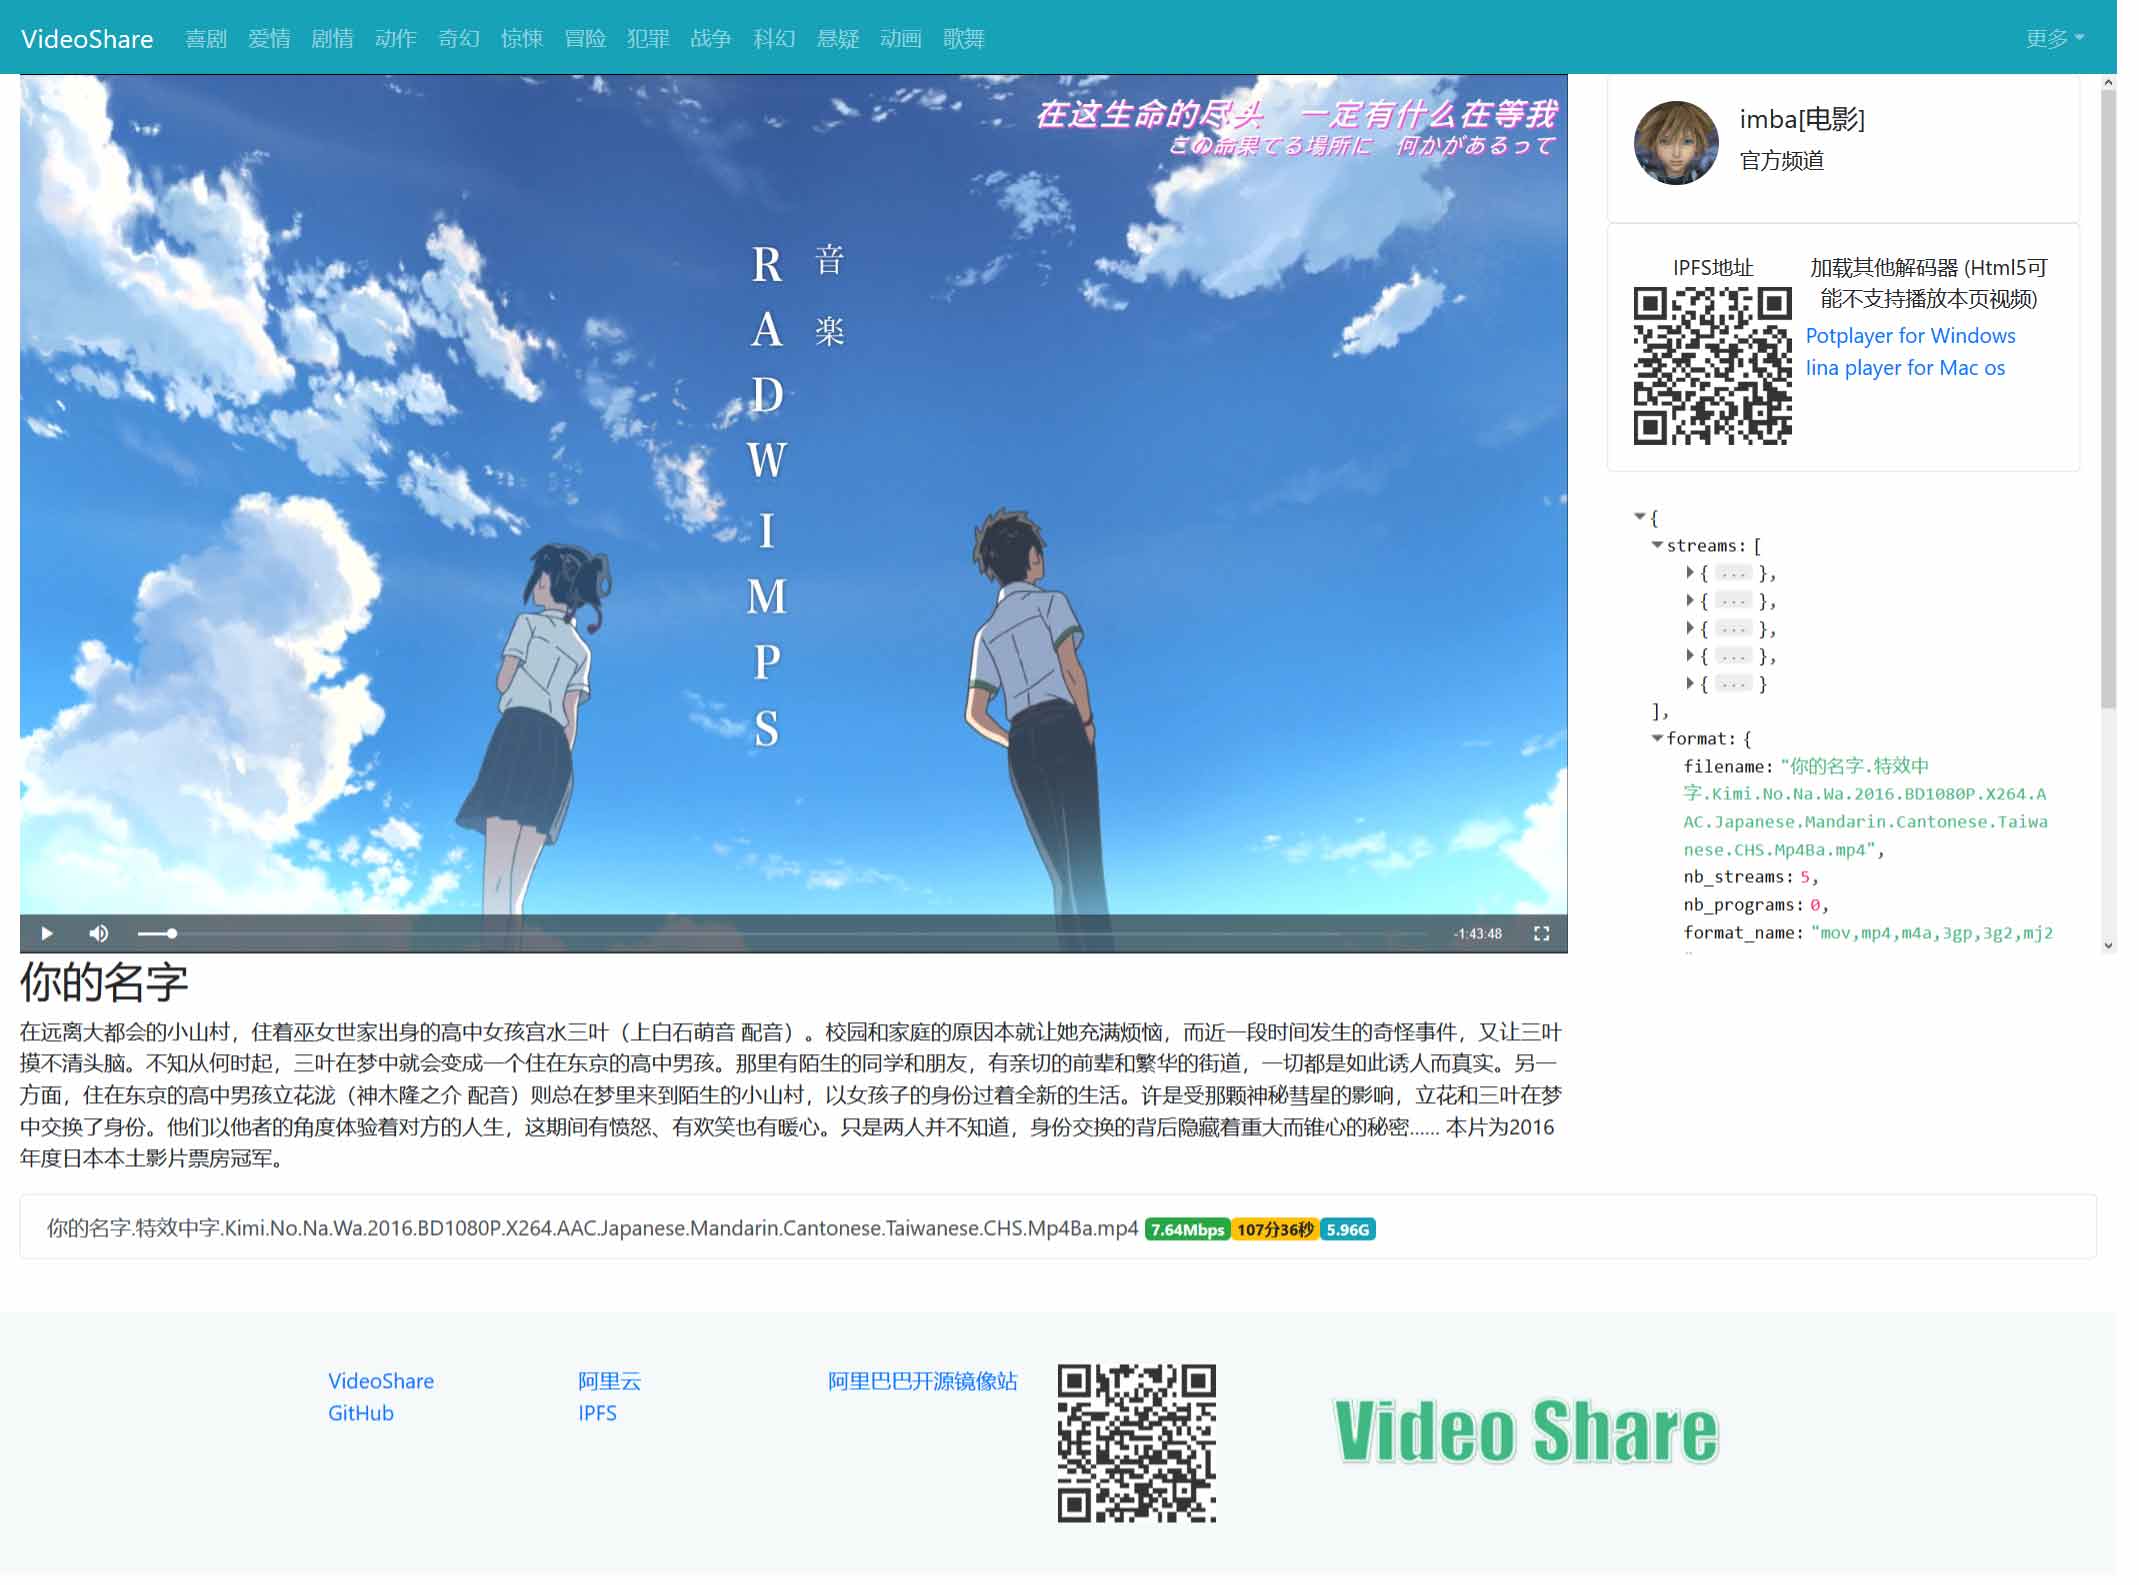 VideoShare 喜剧 爱情 剧情 动作 奇幻 惊悚 冒险 犯罪 战争 科幻 悬疑 动画 歌舞 更多
在这生命的尽头 一定有什么在等我
この命果てる場所に 何かがあるって
音楽
RADWIMPS
-1:43:48
imba[电影]
官方频道
IPFS地址
加载其他解码器 (Html5可
能不支持播放本页视频)
Potplayer for Windows
Iina player for Mac os
{
streams: [
{ ... },
{ ... },
{ ... },
{ ... },
{ ... }
],
format: {
filename: "你的名字.特效中
字.Kimi.No.Na.Wa.2016.BD1080P.X264.A
AC.Japanese.Mandarin.Cantonese.Taiwa
nese.CHS.Mp4Ba.mp4",
nb_streams: 5,
nb_programs: 0,
format_name: "mov,mp4,m4a,3gp,3g2,mj2
"
你的名字
在远离大都会的小山村，住着巫女世家出身的高中女孩宫水三叶（上白石萌音 配音）。校园和家庭的原因本就让她充满烦恼，而近一段时间发生的奇怪事件，又让三叶
摸不清头脑。不知从何时起，三叶在梦中就会变成一个住在东京的高中男孩。那里有陌生的同学和朋友，有亲切的前辈和繁华的街道，一切都是如此诱人而真实。另一
方面，住在东京的高中男孩立花泷（神木隆之介 配音）则总在梦里来到陌生的小山村，以女孩子的身份过着全新的生活。许是受那颗神秘彗星的影响，立花和三叶在梦
中交换了身份。他们以他者的角度体验着对方的人生，这期间有愤怒、有欢笑也有暖心。只是两人并不知道，身份交换的背后隐藏着重大而锥心的秘密…… 本片为2016
年度日本本土影片票房冠军。
你的名字.特效中字.Kimi.No.Na.Wa.2016.BD1080P.X264.AAC.Japanese.Mandarin.Cantonese.Taiwanese.CHS.Mp4Ba.mp4 7.64Mbps 107分36秒 5.96G
VideoShare 阿里云 阿里巴巴开源镜像站
GitHub IPFS
Video Share